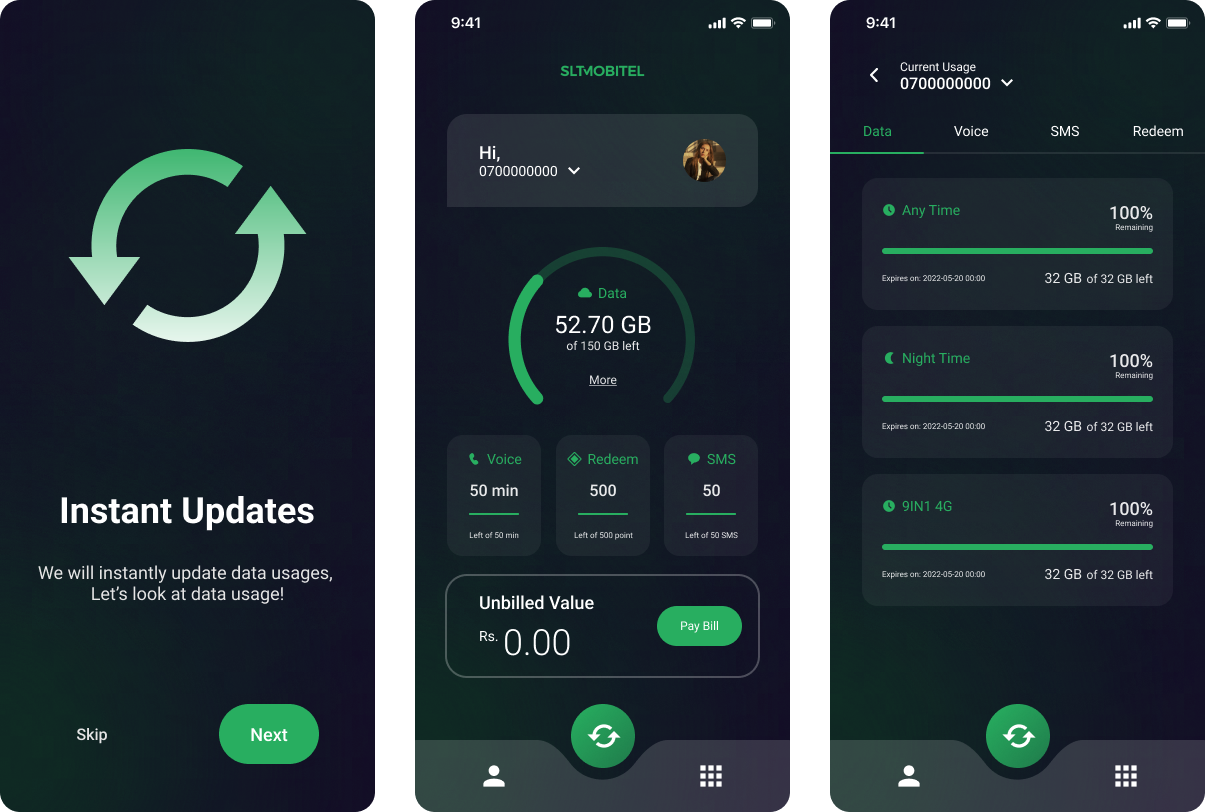 Instant Updates
We will instantly update data usages,
Let’s look at data usage!
Skip
Next
9:41
SLTMOBITEL
Hi,
0700000000
Data
52.70 GB
of 150 GB left
More
Voice
50 min
Left of 50 min
Redeem
500
Left of 500 point
SMS
50
Left of 50 SMS
Unbilled Value
Rs. 0.00
Pay Bill
9:41
Current Usage
0700000000
Data Voice SMS Redeem
Any Time
100%
Remaining
Expires on: 2022-05-20 00:00
32 GB of 32 GB left
Night Time
100%
Remaining
Expires on: 2022-05-20 00:00
32 GB of 32 GB left
9IN1 4G
100%
Remaining
Expires on: 2022-05-20 00:00
32 GB of 32 GB left